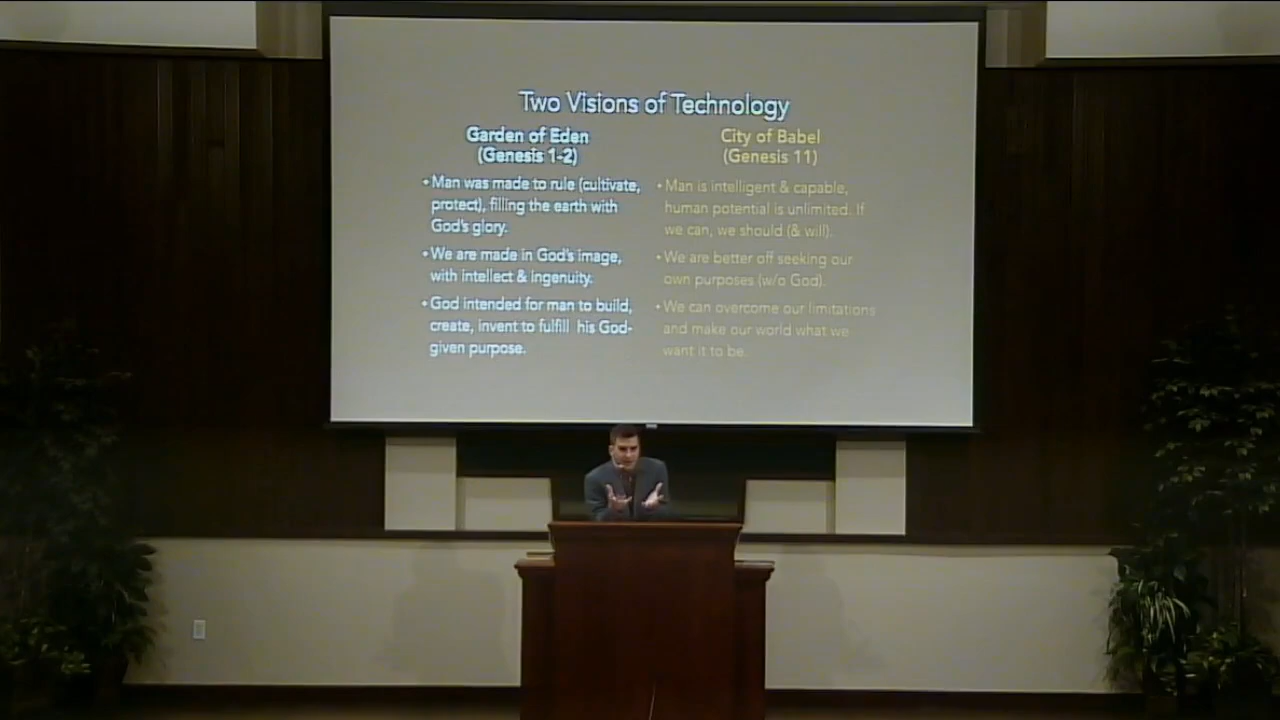 Two Visions of Technology
Garden of Eden
(Genesis 1-2)
• Man was made to rule (cultivate,
protect), filling the earth with
God's glory.
• We are made in God's image,
with intellect & ingenuity.
• God intended for man to build,
create, invent to fulfill his God-
given purpose.
City of Babel
(Genesis 11)
• Man is intelligent & capable,
human potential is unlimited. If
we can, we should (& will).
• We are better off seeking our
own purposes (w/o God).
• We can overcome our limitations
and make our world what we
want it to be.